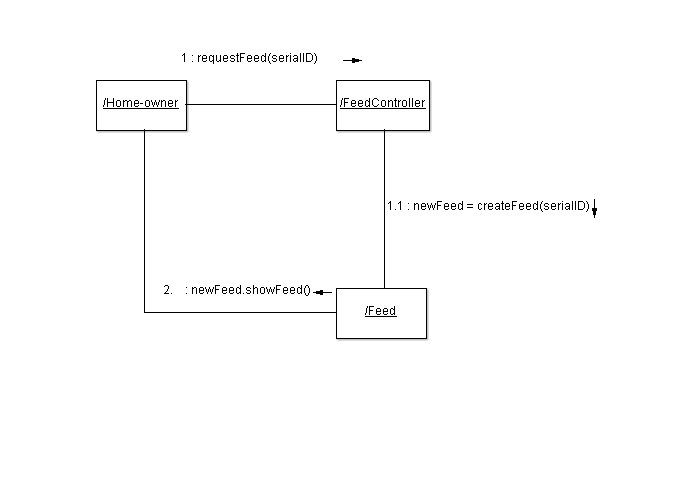 1 : requestFeed(serialID)
/Home-owner
/FeedController
1.1 : newFeed = createFeed(serialID)
2. : newFeed.showFeed()
/Feed